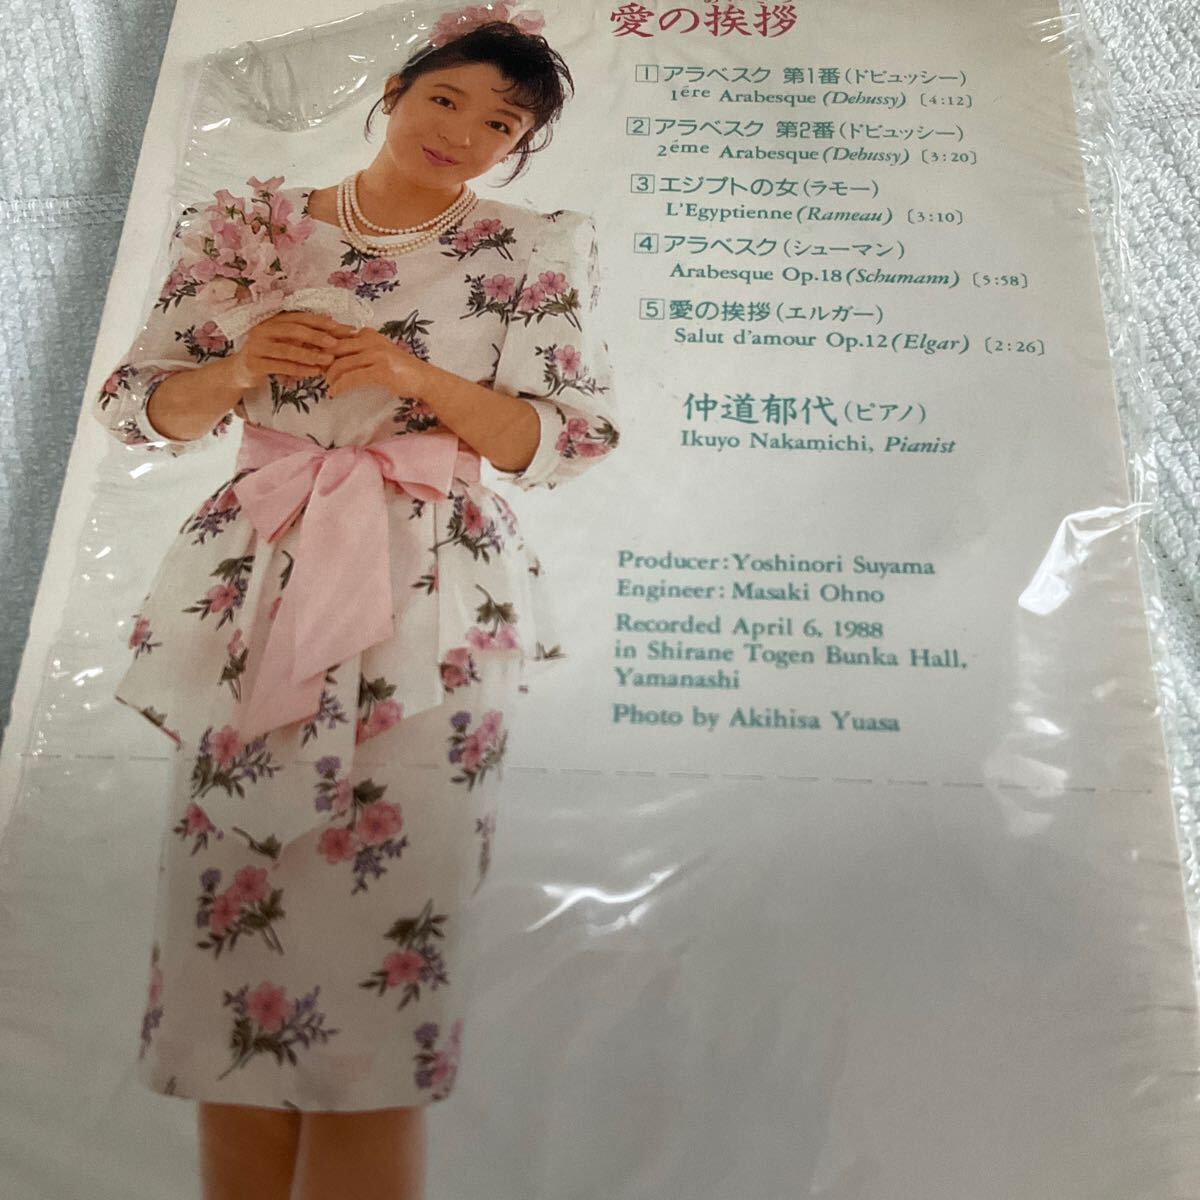 愛の挨拶
1 アラベスク 第1番(ドビュッシー)
1ére Arabesque (Debussy) [4:12]
2 アラベスク 第2番(ドビュッシー)
2éme Arabesque (Debussy) [3:20]
3 エジプトの女(ラモー)
L'Egyptienne (Rameau) [3:10]
4 アラベスク(シューマン)
Arabesque Op.18 (Schumann) [5:58]
5 愛の挨拶(エルガー)
Salut d'amour Op.12 (Elgar) [2:26]
仲道郁代(ピアノ)
Ikuyo Nakamichi, Pianist
Producer: Yoshinori Suyama
Engineer: Masaki Ohno
Recorded April 6, 1988
in Shirane Togen Bunka Hall,
Yamanashi
Photo by Akihisa Yuasa